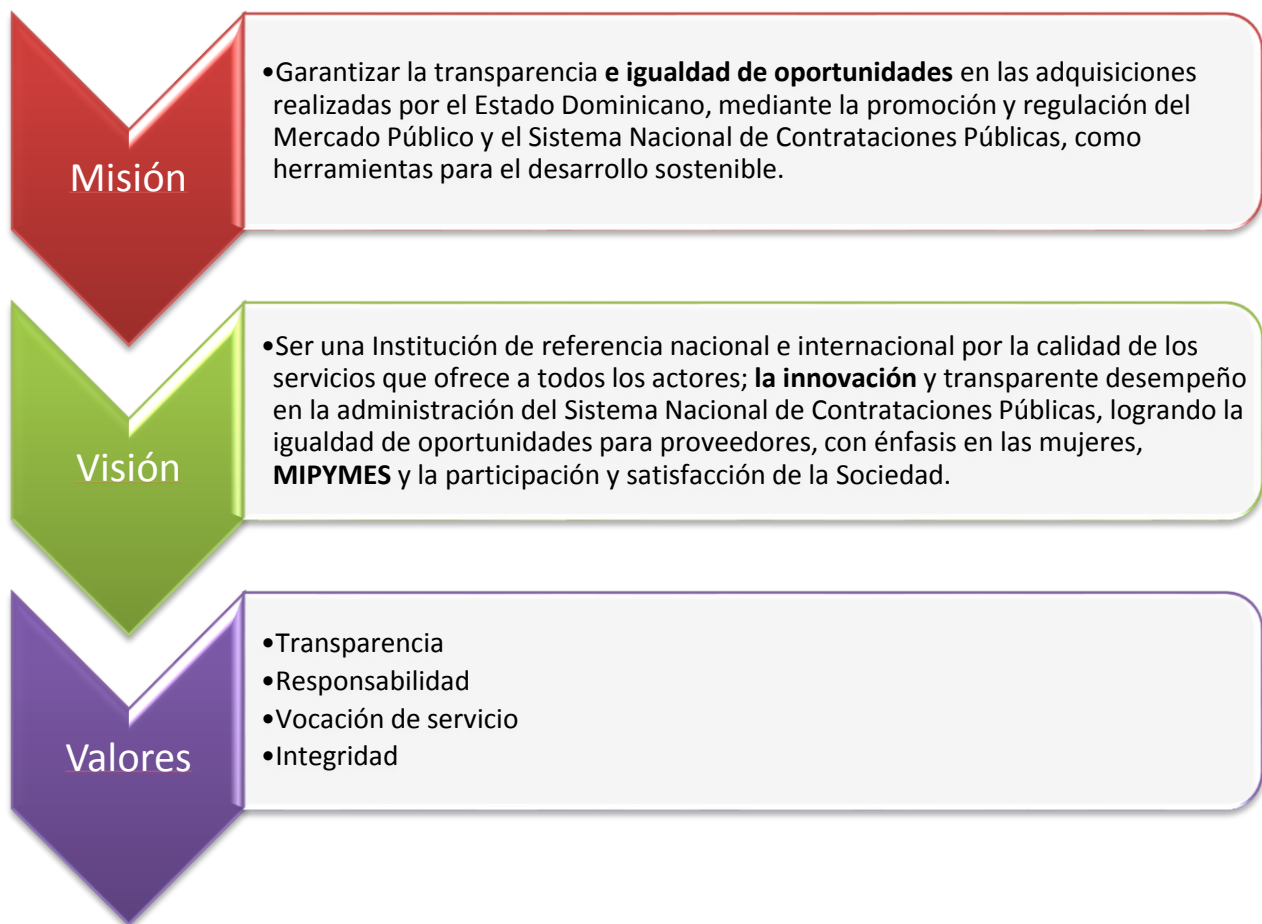 Misión
•Garantizar la transparencia e igualdad de oportunidades en las adquisiciones
realizadas por el Estado Dominicano, mediante la promoción y regulación del
Mercado Público y el Sistema Nacional de Contrataciones Públicas, como
herramientas para el desarrollo sostenible.
Visión
•Ser una Institución de referencia nacional e internacional por la calidad de los
servicios que ofrece a todos los actores; la innovación y transparente desempeño
en la administración del Sistema Nacional de Contrataciones Públicas, logrando la
igualdad de oportunidades para proveedores, con énfasis en las mujeres,
MIPYMES y la participación y satisfacción de la Sociedad.
Valores
•Transparencia
•Responsabilidad
•Vocación de servicio
•Integridad